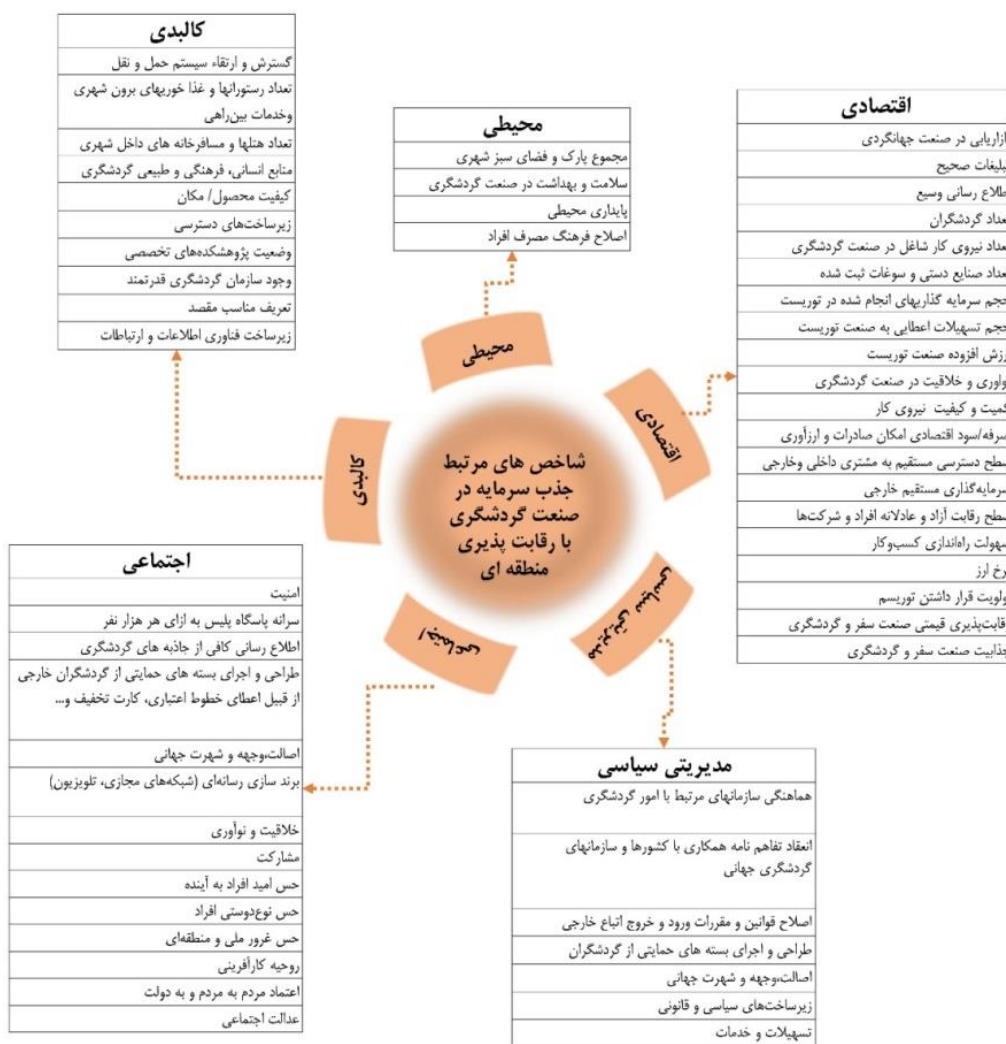 کالبدی
گسترش و ارتقاء سیستم حمل و نقل
تعداد رستورانها و غذا خوریهای برون شهری
وخدمات بین‌راهی
تعداد هتلها و مسافرخانه های داخل شهری
منابع انسانی، فرهنگی و طبیعی گردشگری
کیفیت محصول/ مکان
زیرساخت‌های دسترسی
وضعیت پژوهشکده‌های تخصصی
وجود سازمان گردشگری قدرتمند
تعریف مناسب مقصد
زیرساخت فناوری اطلاعات و ارتباطات
محیطی
مجموع پارک و فضای سبز شهری
سلامت و بهداشت در صنعت گردشگری
پایداری محیطی
اصلاح فرهنگ مصرف افراد
اقتصادی
ازاریابی در صنعت جهانگردی
بلیغات صحیح
طلاع رسانی وسیع
عداد گردشگران
عداد نیروی کار شاغل در صنعت گردشگری
عداد صنایع دستی و سوغات ثبت شده
حجم سرمایه گذاریهای انجام شده در توریست
حجم تسهیلات اعطایی به صنعت توریست
رزش افزوده صنعت توریست
وآوری و خلاقیت در صنعت گردشگری
کمیت و کیفیت نیروی کار
صرفه/سود اقتصادی امکان صادرات و ارزآوری
سطح دسترسی مستقیم به مشتری داخلی وخارجی
سرمایه‌گذاری مستقیم خارجی
سطح رقابت آزاد و عادلانه افراد و شرکت‌ها
سهولت راه‌اندازی کسب‌وکار
رخ ارز
ولویت قرار داشتن توریسم
قابت‌پذیری قیمتی صنعت سفر و گردشگری
جذابیت صنعت سفر و گردشگری
محیطی
اقتصادی
کالبدی
شاخص های مرتبط
جذب سرمایه در
صنعت گردشگری
با رقابت پذیری
منطقه ای
مدیریتی سیاسی
اجتماعی
اجتماعی
امنیت
سرانه پاسگاه پلیس به ازای هر هزار نفر
اطلاع رسانی کافی از جاذبه های گردشگری
طراحی و اجرای بسته های حمایتی از گردشگران خارجی
از قبیل اعطای خطوط اعتباری، کارت تخفیف و...
اصالت،وجهه و شهرت جهانی
برند سازی رسانه‌ای (شبکه‌های مجازی، تلویزیون)
خلاقیت و نوآوری
مشارکت
حس امید افراد به آینده
حس نوع‌دوستی افراد
حس غرور ملی و منطقه‌ای
روحیه کارآفرینی
اعتماد مردم به مردم و به دولت
عدالت اجتماعی
مدیریتی سیاسی
هماهنگی سازمانهای مرتبط با امور گردشگری
انعقاد تفاهم نامه همکاری با کشورها و سازمانهای
گردشگری جهانی
اصلاح قوانین و مقررات ورود و خروج اتباع خارجی
طراحی و اجرای بسته های حمایتی از گردشگران
اصالت،وجهه و شهرت جهانی
زیرساخت‌های سیاسی و قانونی
تسهیلات و خدمات